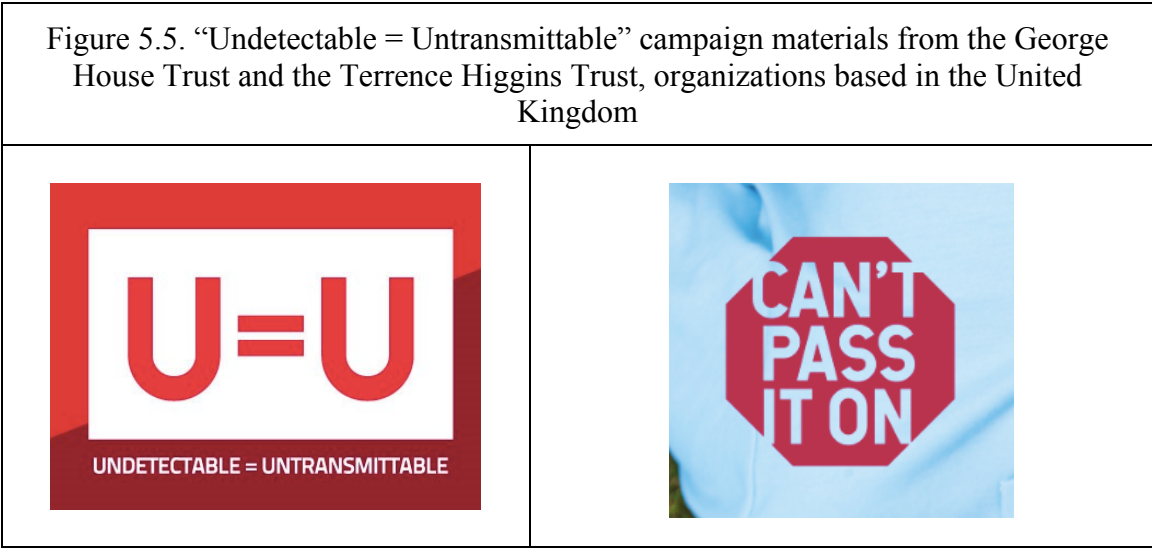 Figure 5.5. “Undetectable = Untransmittable” campaign materials from the George
House Trust and the Terrence Higgins Trust, organizations based in the United
Kingdom
U=U
UNDETECTABLE = UNTRANSMITTABLE
CAN'T
PASS
IT ON